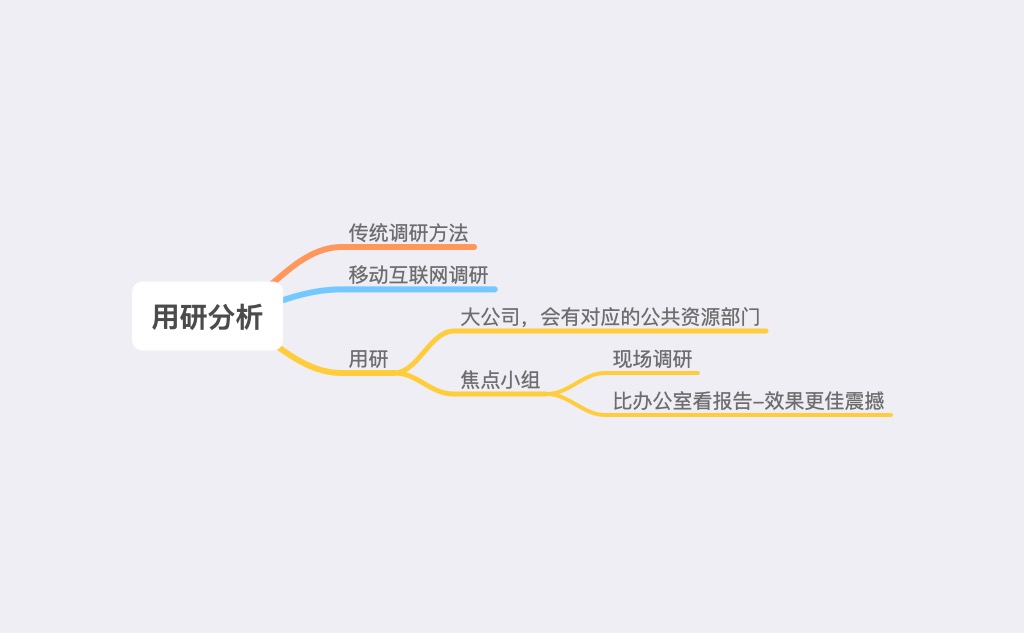 传统调研方法
移动互联网调研
用研分析
大公司，会有对应的公共资源部门
用研
焦点小组
现场调研
比办公室看报告-效果更佳震撼